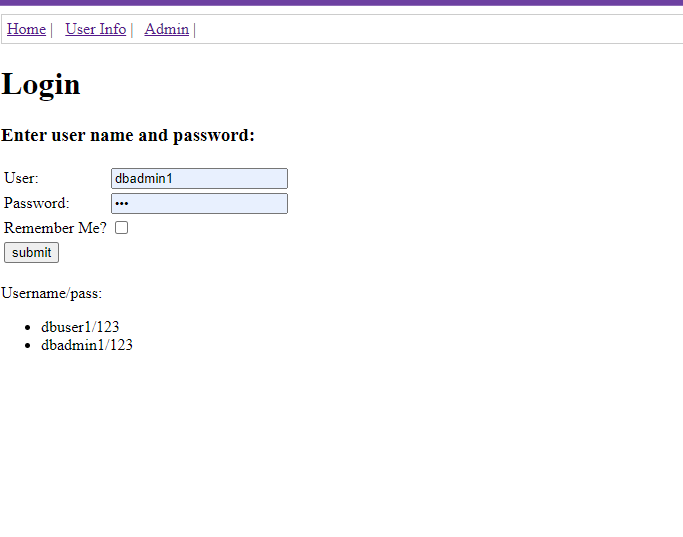 Home | User Info | Admin |
Login
Enter user name and password:
User: dbadmin1
Password: •••
Remember Me?
submit
Username/pass:
• dbuser1/123
• dbadmin1/123